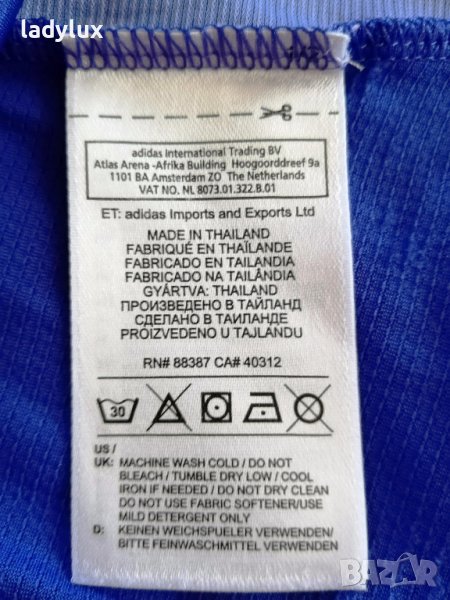 ladylux
adidas International Trading BV
Atlas Arena -Afrika Building Hoogoorddreef 9a
1101 BA Amsterdam ZO The Netherlands
VAT NO. NL 8073.01.322.B.01
ET: adidas Imports and Exports Ltd
MADE IN THAILAND
FABRIQUÉ EN THAÏLANDE
FABRICADO EN TAILANDIA
FABRICADO NA TAILÂNDIA
GYÁRTVA: THAILAND
ПРОИЗВЕДЕНО В ТАЙЛАНД
СДЕЛАНО В ТАИЛАНДЕ
PROIZVEDENO U TAJLANDU
RN# 88387 CA# 40312
30
US /
UK: MACHINE WASH COLD / DO NOT
BLEACH / TUMBLE DRY LOW / COOL
IRON IF NEEDED / DO NOT DRY CLEAN
DO NOT USE FABRIC SOFTENER/USE
MILD DETERGENT ONLY
D: KEINEN WEICHSPUELER VERWENDEN/
BITTE FEINWASCHMITTEL VERWENDEN
BAZAR